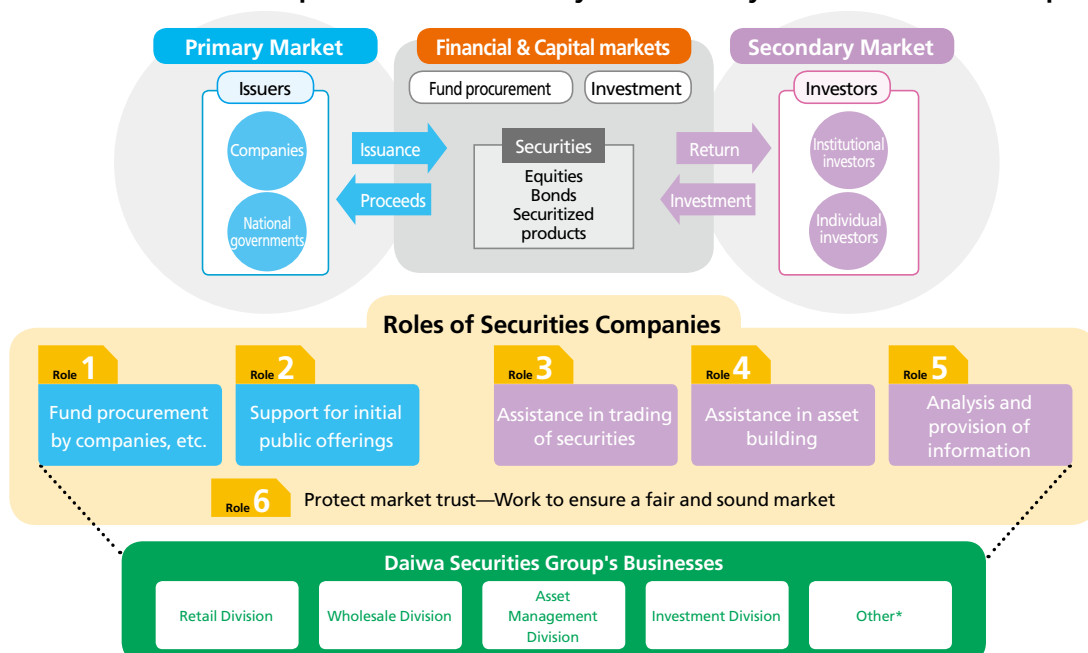 Primary Market
Financial & Capital markets
Secondary Market
Issuers
Fund procurement
Investment
Investors
Companies
National
governments
Issuance
Proceeds
Securities
Equities
Bonds
Securitized
products
Return
Investment
Institutional
investors
Individual
investors
Roles of Securities Companies
Role 1
Fund procurement
by companies, etc.
Role 2
Support for initial
public offerings
Role 3
Assistance in trading
of securities
Role 4
Assistance in asset
building
Role 5
Analysis and
provision of
information
Role 6
Protect market trust—Work to ensure a fair and sound market
Daiwa Securities Group's Businesses
Retail Division
Wholesale Division
Asset
Management
Division
Investment Division
Other*